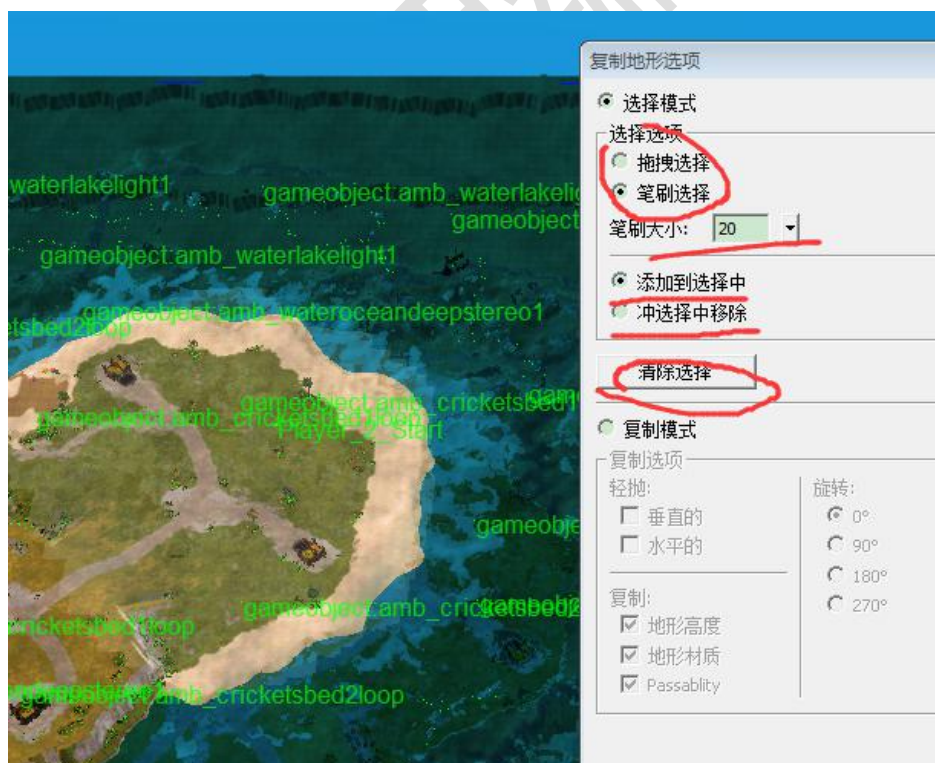 复制地形选项
选择模式
选择选项
拖拽选择
笔刷选择
笔刷大小: 20
添加到选择中
冲选择中移除
清除选择
复制模式
复制选项
轻抛:
垂直的
水平的
旋转:
0°
90°
180°
270°
复制:
地形高度
地形材质
Passablity
waterlakelight1
gameobject:amb_waterlakelig
gameobject
gameobject:amb_waterlakelight1
gameobject:amb_wateroceandeepstereo1
etsbed2loop
gameobject:amb_cricketsbed1
Player_2_Start
gameobje
gameobject:amb_cricketsbed2
cricketsbed1loop
amb_cricketsbed2loop